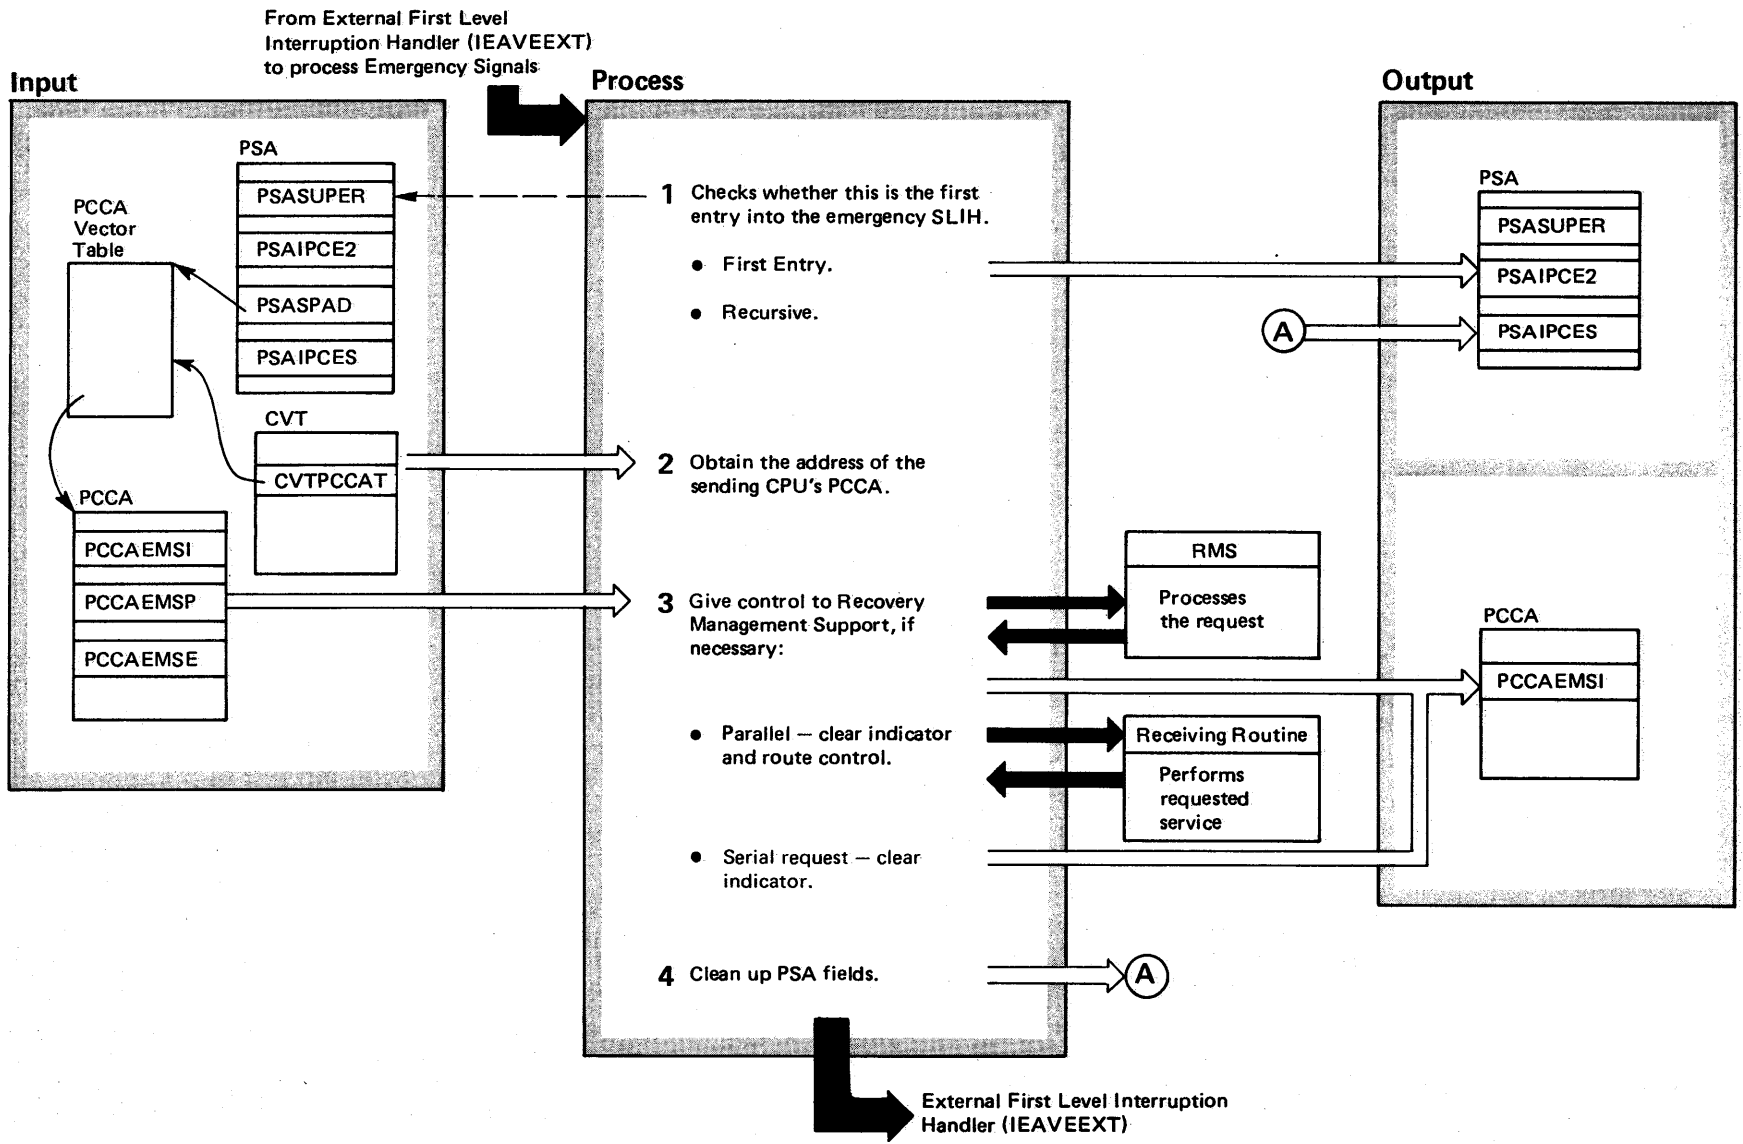 From External First Level
Interruption Handler (IEAVEEXT)
to process Emergency Signals
Input
PSA
PSASUPER
PSAIPCE2
PSASPAD
PSAIPCES
PCCA
Vector
Table
CVT
CVTPCCAT
PCCA
PCCAEMSI
PCCAEMSP
PCCAEMSE
Process
1 Checks whether this is the first
entry into the emergency SLIH.
• First Entry.
• Recursive.
2 Obtain the address of the
sending CPU's PCCA.
3 Give control to Recovery
Management Support, if
necessary:
• Parallel — clear indicator
and route control.
• Serial request — clear
indicator.
4 Clean up PSA fields.
A
RMS
Processes
the request
Receiving Routine
Performs
requested
service
Output
PSA
PSASUPER
PSAIPCE2
A
PSAIPCES
PCCA
PCCAEMSI
External First Level Interruption
Handler (IEAVEEXT)